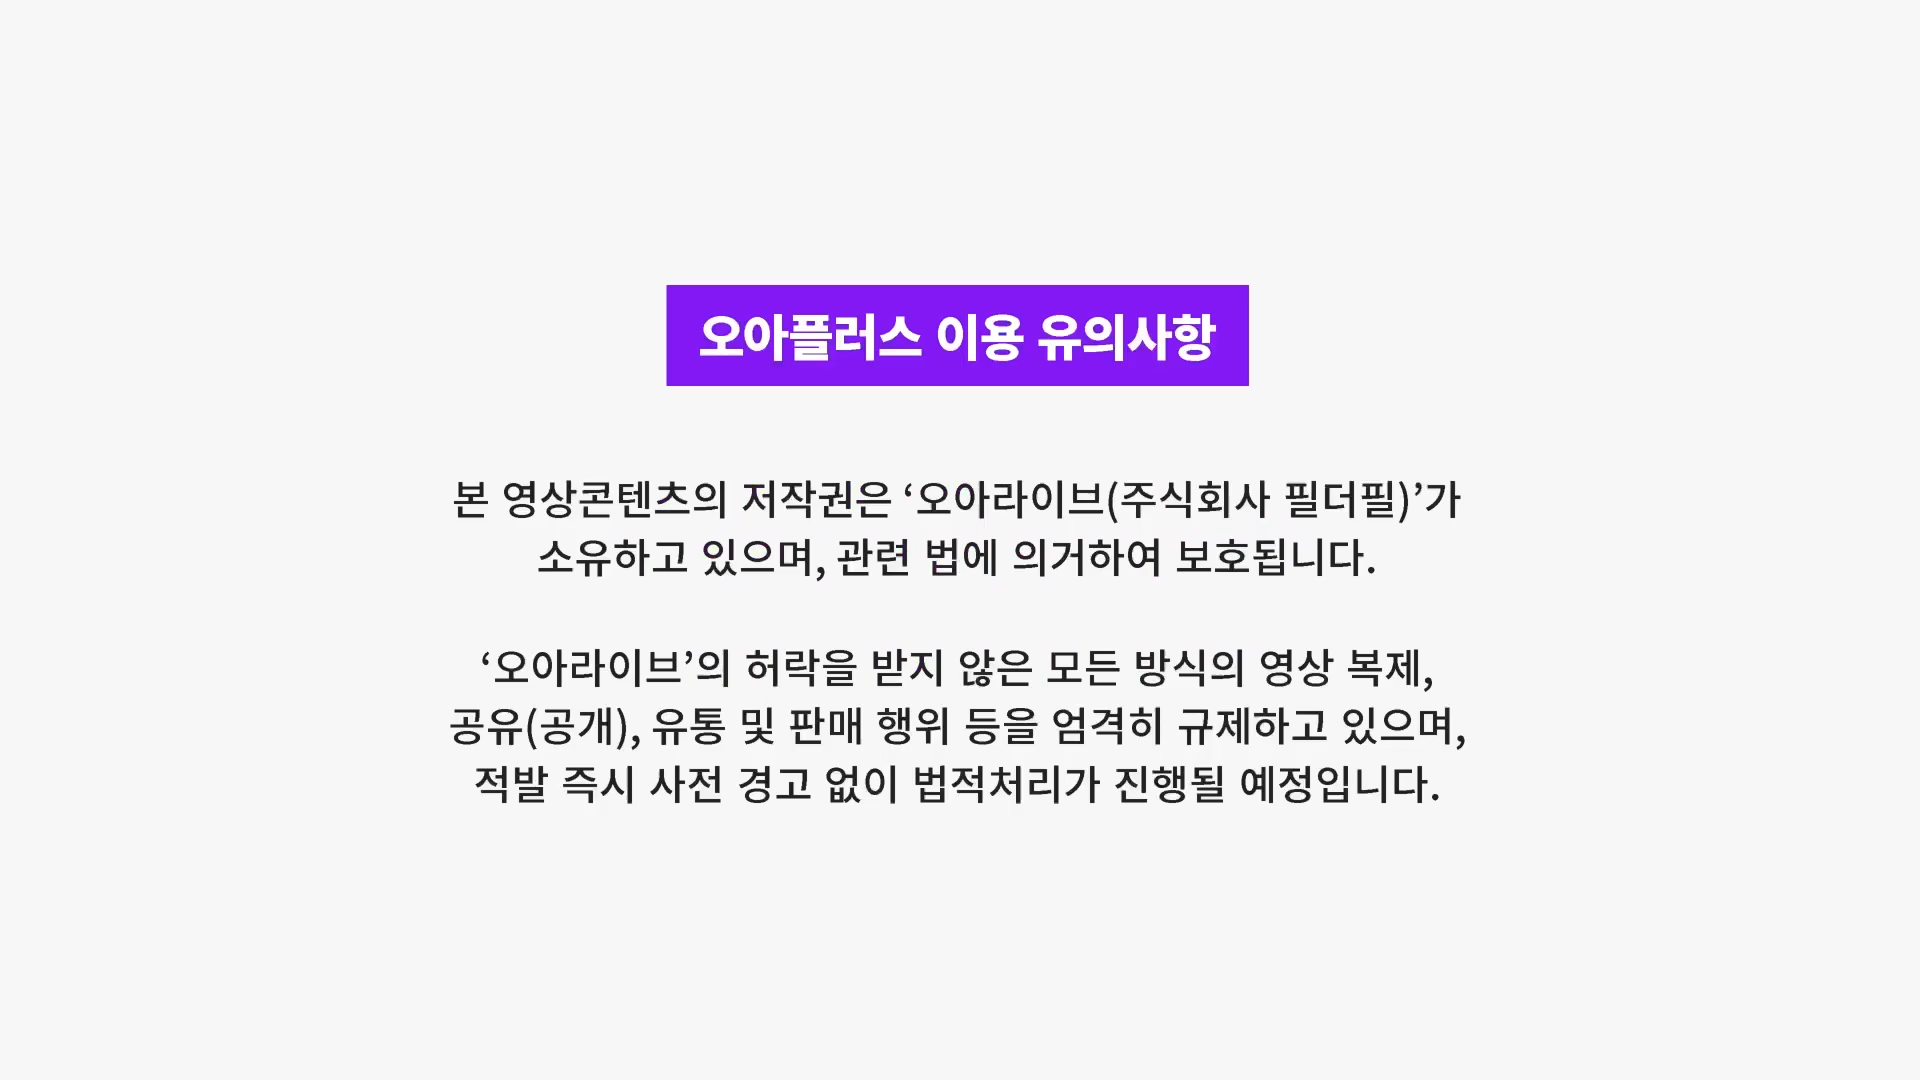 오아플러스 이용 유의사항
본 영상콘텐츠의 저작권은 ‘오아라이브(주식회사 필더필)’가
소유하고 있으며, 관련 법에 의거하여 보호됩니다.
‘오아라이브’의 허락을 받지 않은 모든 방식의 영상 복제,
공유(공개), 유통 및 판매 행위 등을 엄격히 규제하고 있으며,
적발 즉시 사전 경고 없이 법적처리가 진행될 예정입니다.